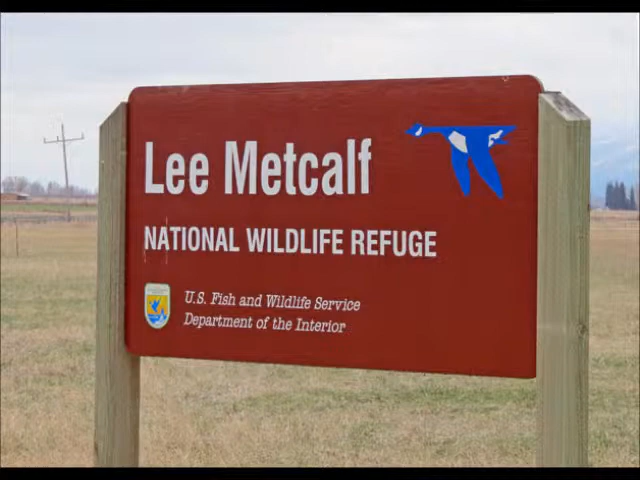 Lee Metcalf
NATIONAL WILDLIFE REFUGE
U.S. Fish and Wildlife Service
Department of the Interior